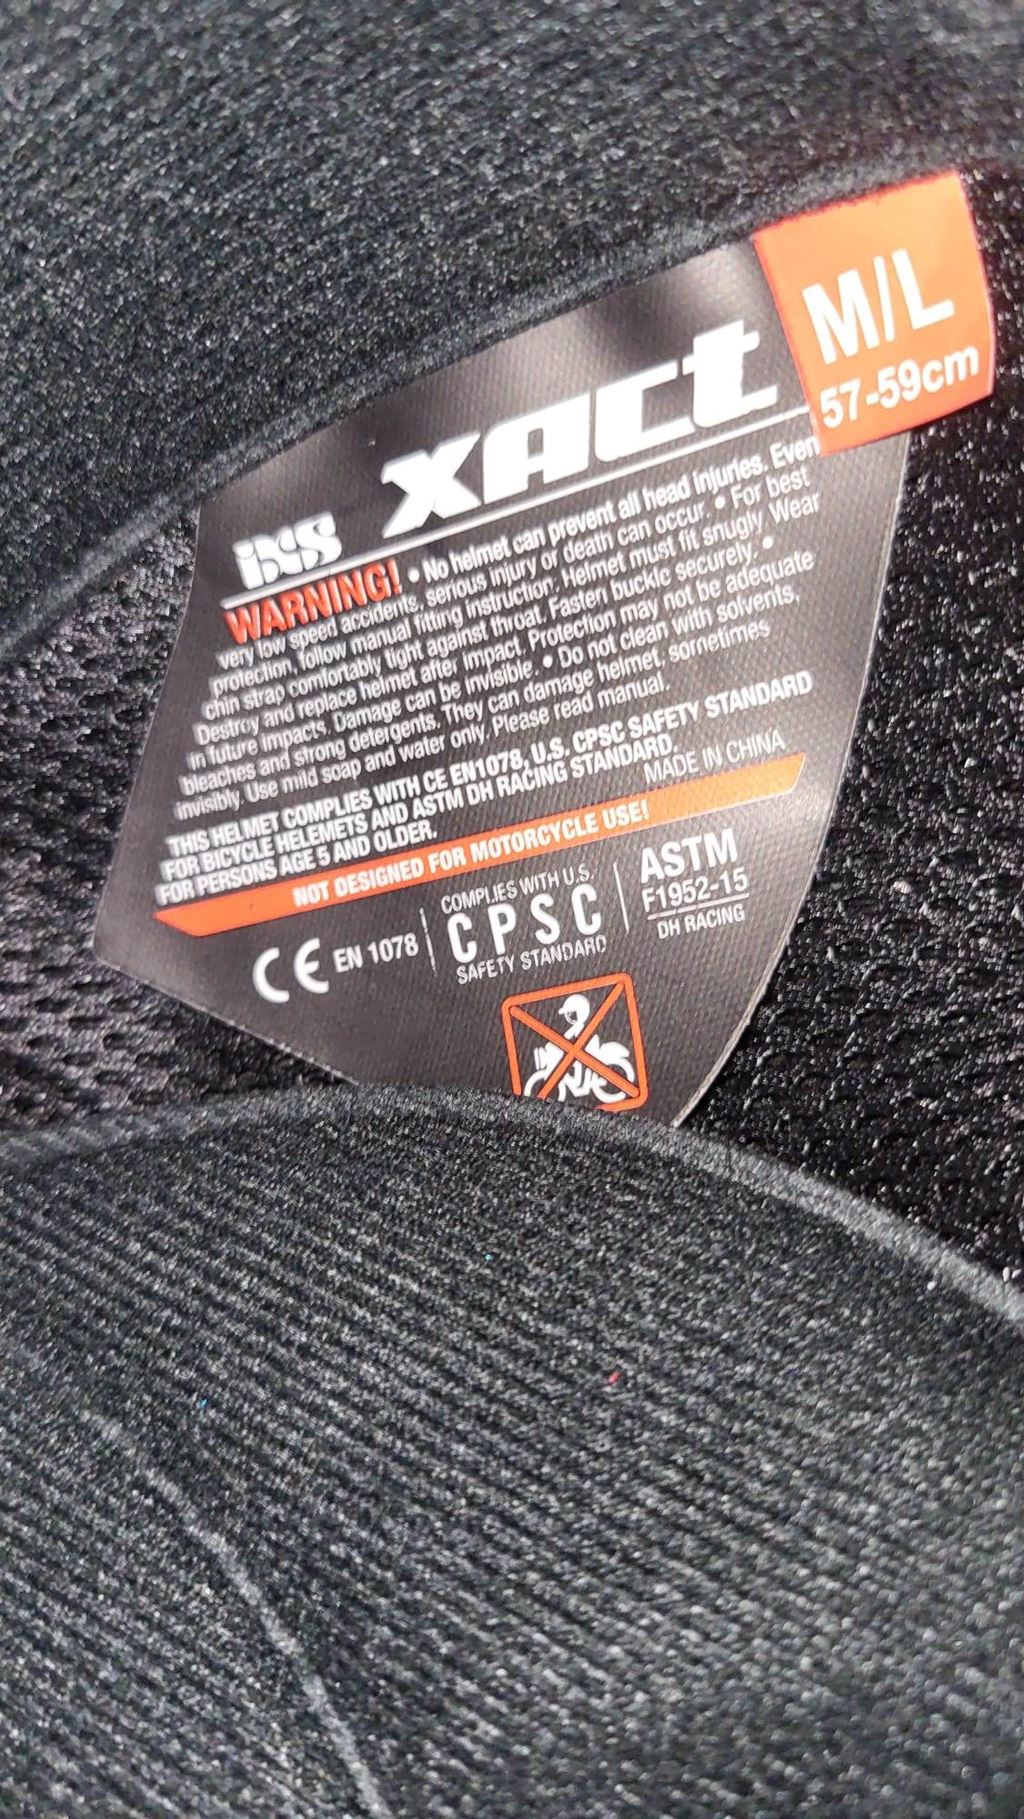 M/L
57-59cm
iXS xact
WARNING! • No helmet can prevent all head injuries. Even
very low speed accidents, serious injury or death can occur. • For best
protection, follow manual fitting instruction: Helmet must fit snugly. Wear
chin strap comfortably tight against throat. Fasten buckle securely. •
Destroy and replace helmet after impact. Protection may not be adequate
in future impacts. Damage can be invisible. • Do not clean with solvents,
bleaches and strong detergents. They can damage helmet, sometimes
invisibly. Use mild soap and water only. Please read manual.
THIS HELMET COMPLIES WITH CE EN1078, U.S. CPSC SAFETY STANDARD
FOR BICYCLE HELEMETS AND ASTM DH RACING STANDARD.
FOR PERSONS AGE 5 AND OLDER.
MADE IN CHINA
NOT DESIGNED FOR MOTORCYCLE USE!
CE EN 1078
COMPLIES WITH U.S.
CPSC
SAFETY STANDARD
ASTM
F1952-15
DH RACING